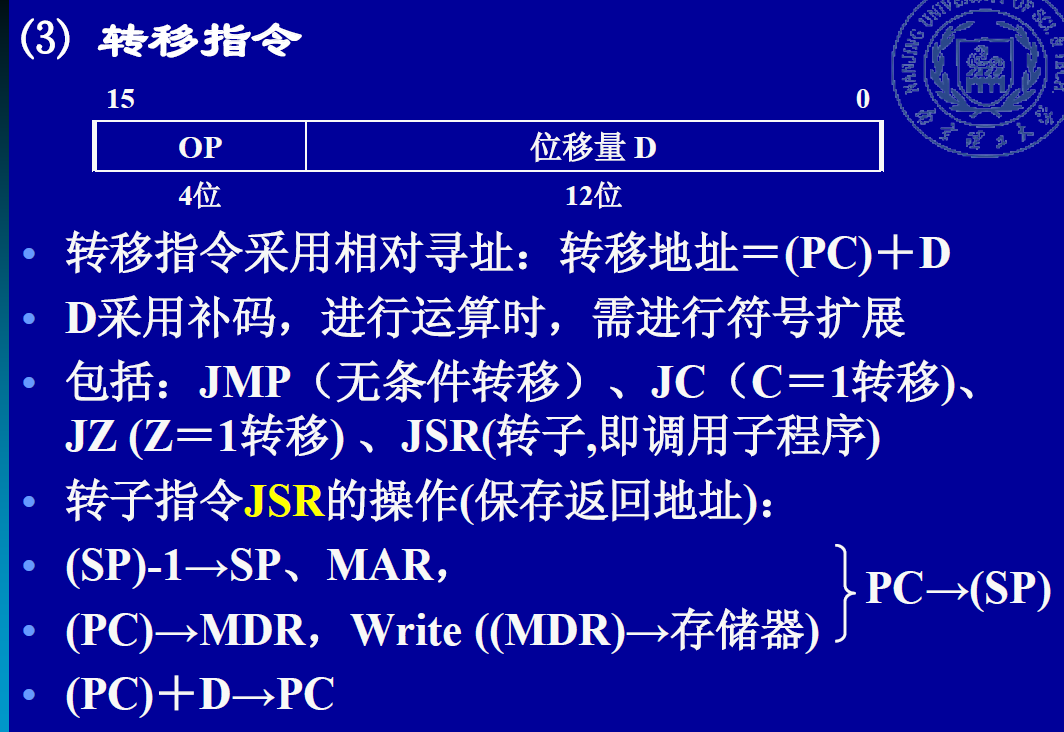 (3) 转移指令
15 0
OP 位移量 D
4位 12位
• 转移指令采用相对寻址：转移地址＝(PC)＋D
• D采用补码，进行运算时，需进行符号扩展
• 包括：JMP（无条件转移）、JC（C＝1转移)、
JZ (Z＝1转移) 、JSR(转子,即调用子程序)
• 转子指令JSR的操作(保存返回地址)：
• (SP)-1→SP、MAR，
PC→(SP)
• (PC)→MDR，Write ((MDR)→存储器)
• (PC)＋D→PC